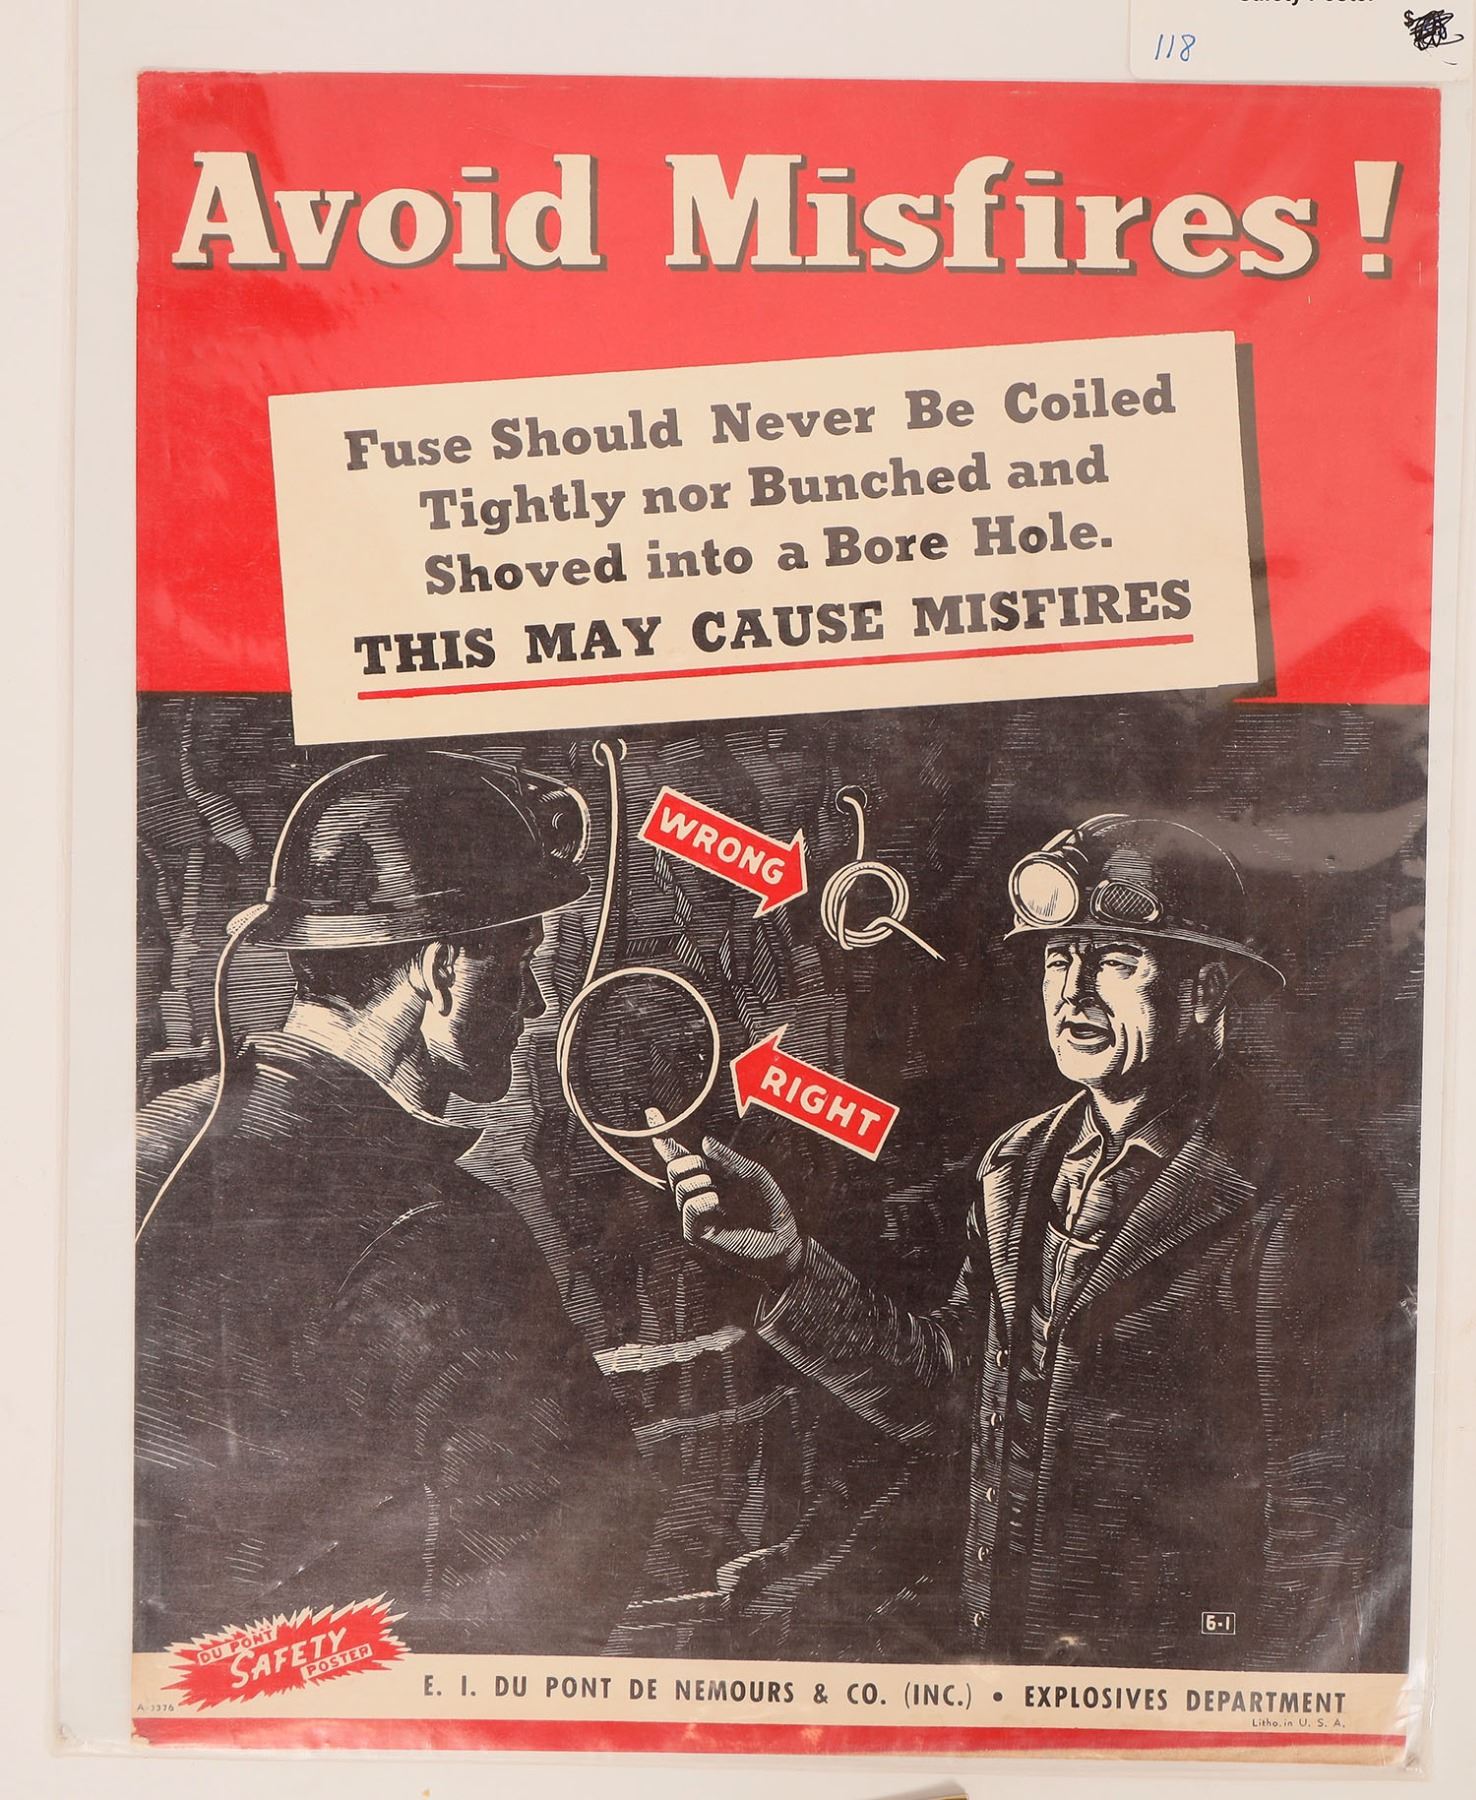 118
Avoid Misfires!
Fuse Should Never Be Coiled
Tightly nor Bunched and
Shoved into a Bore Hole.
THIS MAY CAUSE MISFIRES
WRONG
RIGHT
6-1
DU PONT
SAFETY
POSTER
E. I. DU PONT DE NEMOURS & CO. (INC.) • EXPLOSIVES DEPARTMENT
Litho. in U. S. A.